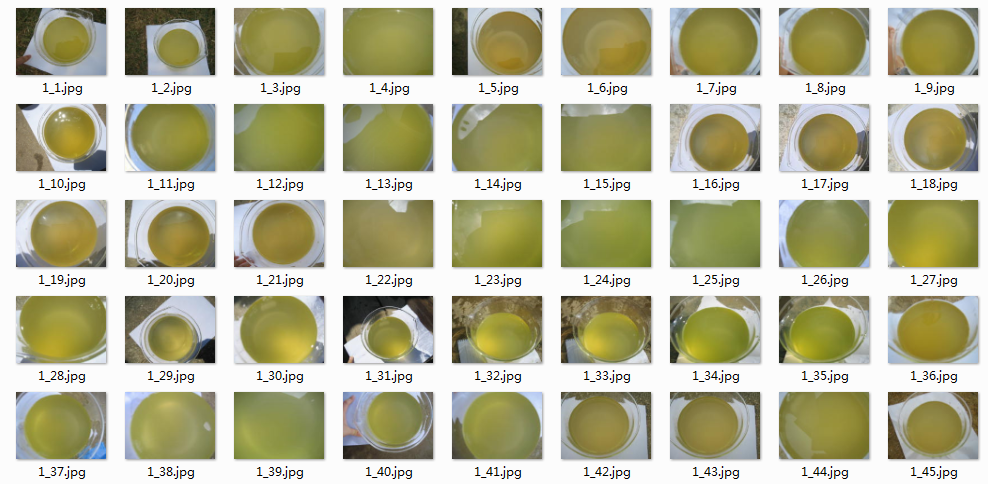 1_1.jpg 1_2.jpg 1_3.jpg 1_4.jpg 1_5.jpg 1_6.jpg 1_7.jpg 1_8.jpg 1_9.jpg
1_10.jpg 1_11.jpg 1_12.jpg 1_13.jpg 1_14.jpg 1_15.jpg 1_16.jpg 1_17.jpg 1_18.jpg
1_19.jpg 1_20.jpg 1_21.jpg 1_22.jpg 1_23.jpg 1_24.jpg 1_25.jpg 1_26.jpg 1_27.jpg
1_28.jpg 1_29.jpg 1_30.jpg 1_31.jpg 1_32.jpg 1_33.jpg 1_34.jpg 1_35.jpg 1_36.jpg
1_37.jpg 1_38.jpg 1_39.jpg 1_40.jpg 1_41.jpg 1_42.jpg 1_43.jpg 1_44.jpg 1_45.jpg